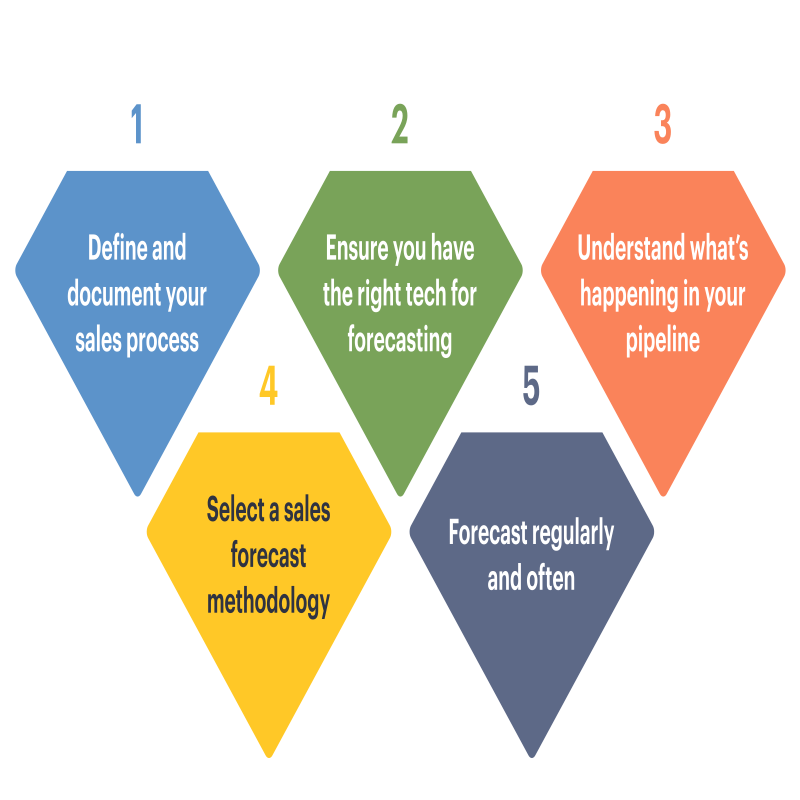 1
Define and
document your
sales process
2
Ensure you have
the right tech for
forecasting
3
Understand what’s
happening in your
pipeline
4
Select a sales
forecast
methodology
5
Forecast regularly
and often